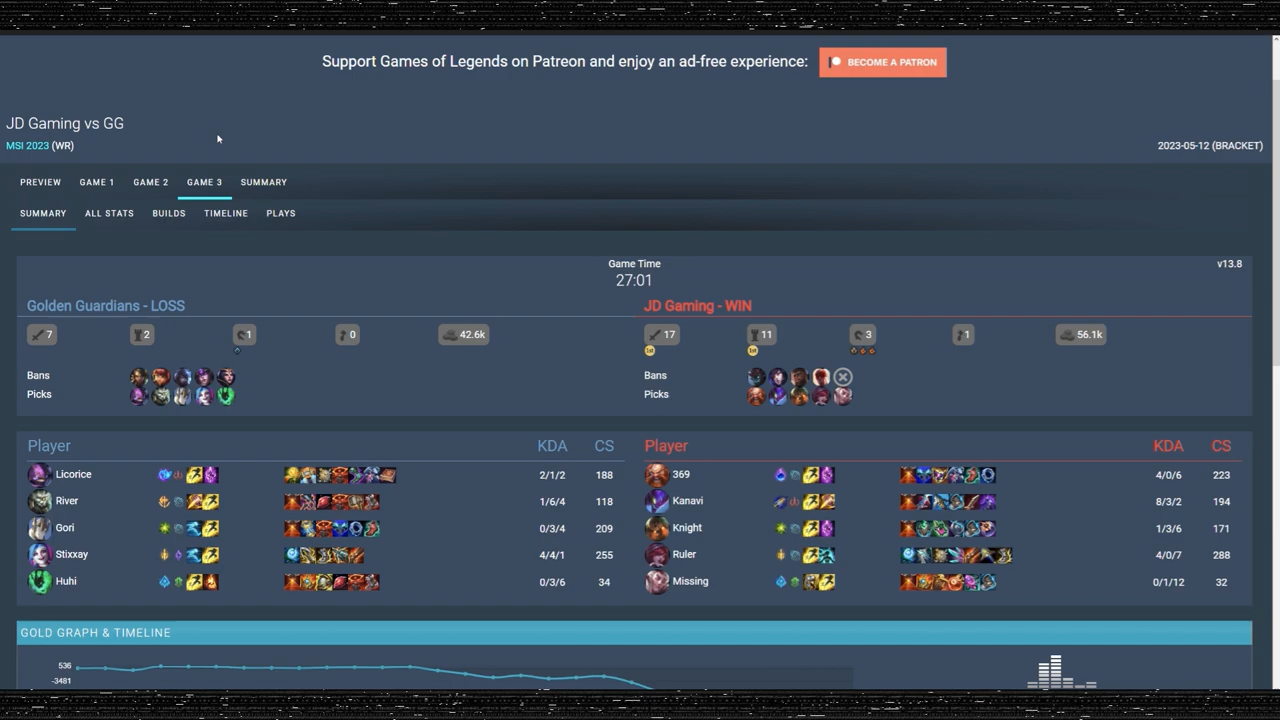 Support Games of Legends on Patreon and enjoy an ad-free experience: BECOME A PATRON
JD Gaming vs GG
MSI 2023 (WR) 2023-05-12 (BRACKET)
PREVIEW GAME 1 GAME 2 GAME 3 SUMMARY
SUMMARY ALL STATS BUILDS TIMELINE PLAYS
Game Time v13.8
27:01
Golden Guardians - LOSS JD Gaming - WIN
7 2 1 0 42.6k 17 11 3 1 56.1k
1st 1st
Bans Bans
Picks Picks
Player KDA CS Player KDA CS
Licorice 2/1/2 188 369 4/0/6 223
River 1/6/4 118 Kanavi 8/3/2 194
Gori 0/3/4 209 Knight 1/3/6 171
Stixxay 4/4/1 255 Ruler 4/0/7 288
Huhi 0/3/6 34 Missing 0/1/12 32
GOLD GRAPH & TIMELINE
536
-3481